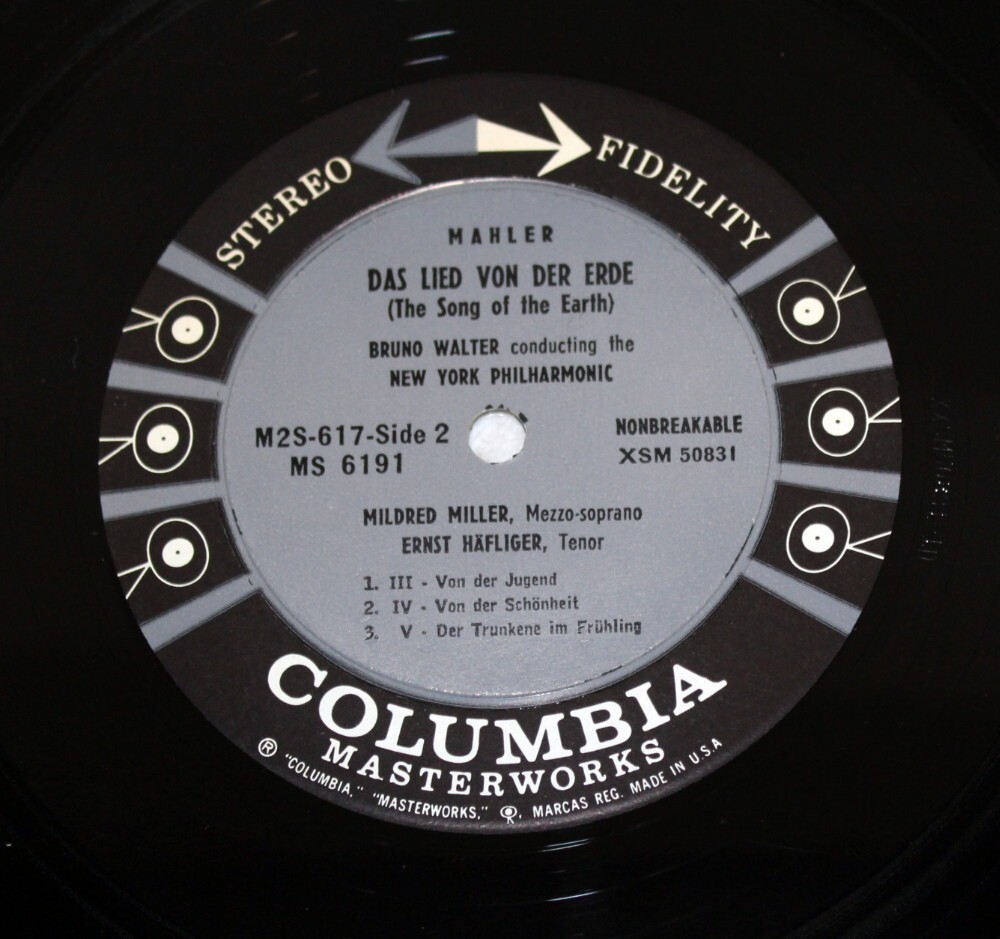 STEREO FIDELITY
MAHLER
DAS LIED VON DER ERDE
(The Song of the Earth)
BRUNO WALTER conducting the
NEW YORK PHILHARMONIC
M2S-617-Side 2
MS 6191
NONBREAKABLE
XSM 50831
MILDRED MILLER, Mezzo-soprano
ERNST HÄFLIGER, Tenor
1. III - Von der Jugend
2. IV - Von der Schönheit
3. V - Der Trunkene im Frühling
COLUMBIA
MASTERWORKS
® "COLUMBIA," "MASTERWORKS," , MARCAS REG. MADE IN U.S.A